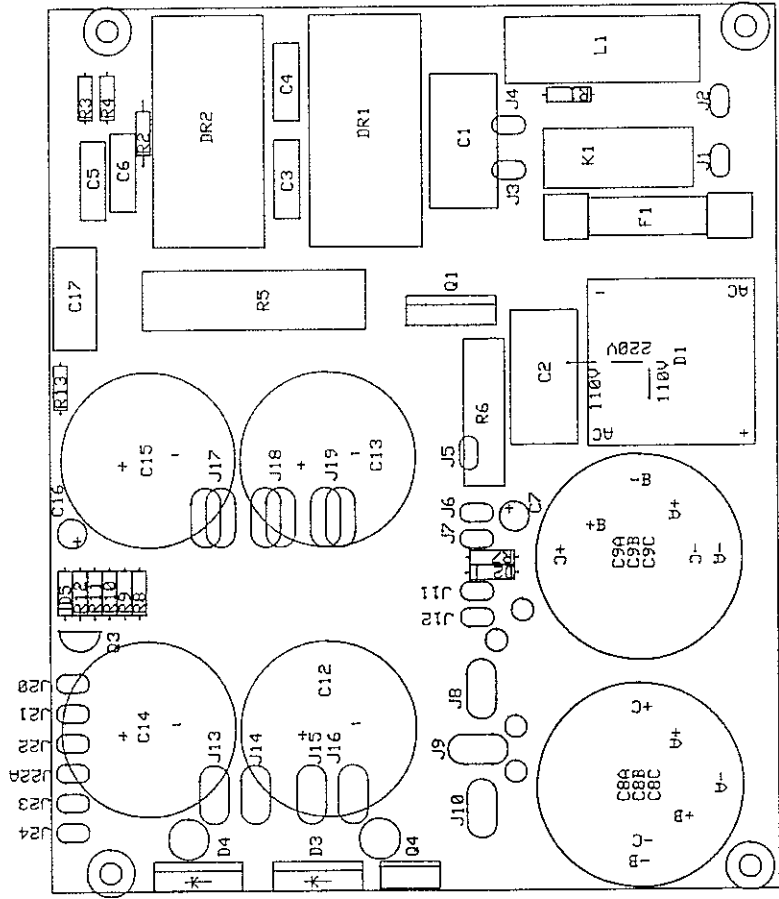 L1
R3
R4
R2
DR2
C4
DR1
C1
J4
J2
C5
C6
C3
J3
K1
J1
F1
C17
R5
Q1
-
AC
C2
220V
110V
110V
D1
AC
+
R13
R6
C15
+
-
J17
J18
+
J19
-
C13
J5
C16
+
J6
J7
+
C7
B-
A+
B+
C+
C9A
C9B
C9C
-C
-A
D5
R12
R11
R10
R9
R8
Q3
J11
J12
J20
J21
J22
J22A
J23
J24
+
C14
-
J13
J14
C12
+
J15
-
J16
J8
J9
J10
+C
+A
C8A
C8B
C8C
-A
+B
-C
-B
D4
D3
Q4
K
K